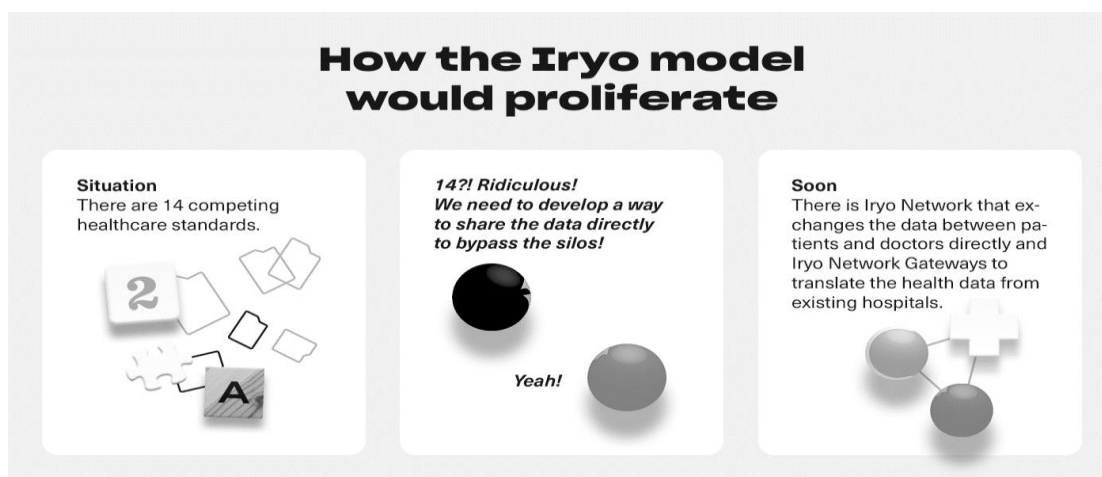 How the Iryo model
would proliferate
Situation
There are 14 competing
healthcare standards.
2
A
14?! Ridiculous!
We need to develop a way
to share the data directly
to bypass the silos!
Yeah!
Soon
There is Iryo Network that ex-
changes the data between pa-
tients and doctors directly and
Iryo Network Gateways to
translate the health data from
existing hospitals.